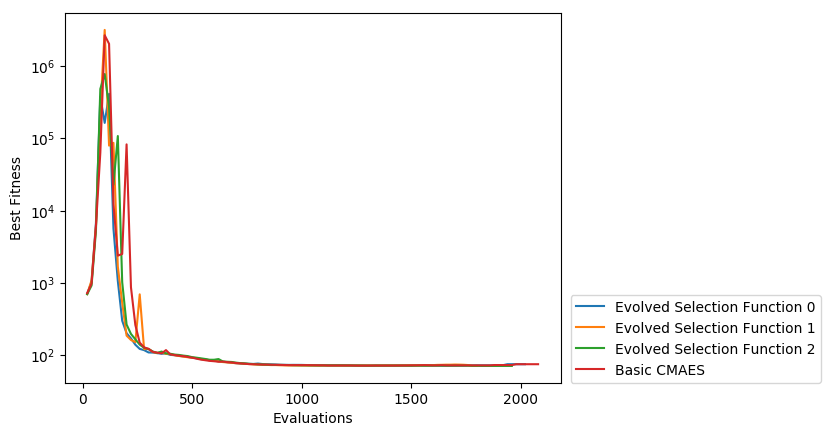 Best Fitness
10^6
10^5
10^4
10^3
10^2
0
500
1000
1500
2000
Evaluations
Evolved Selection Function 0
Evolved Selection Function 1
Evolved Selection Function 2
Basic CMAES